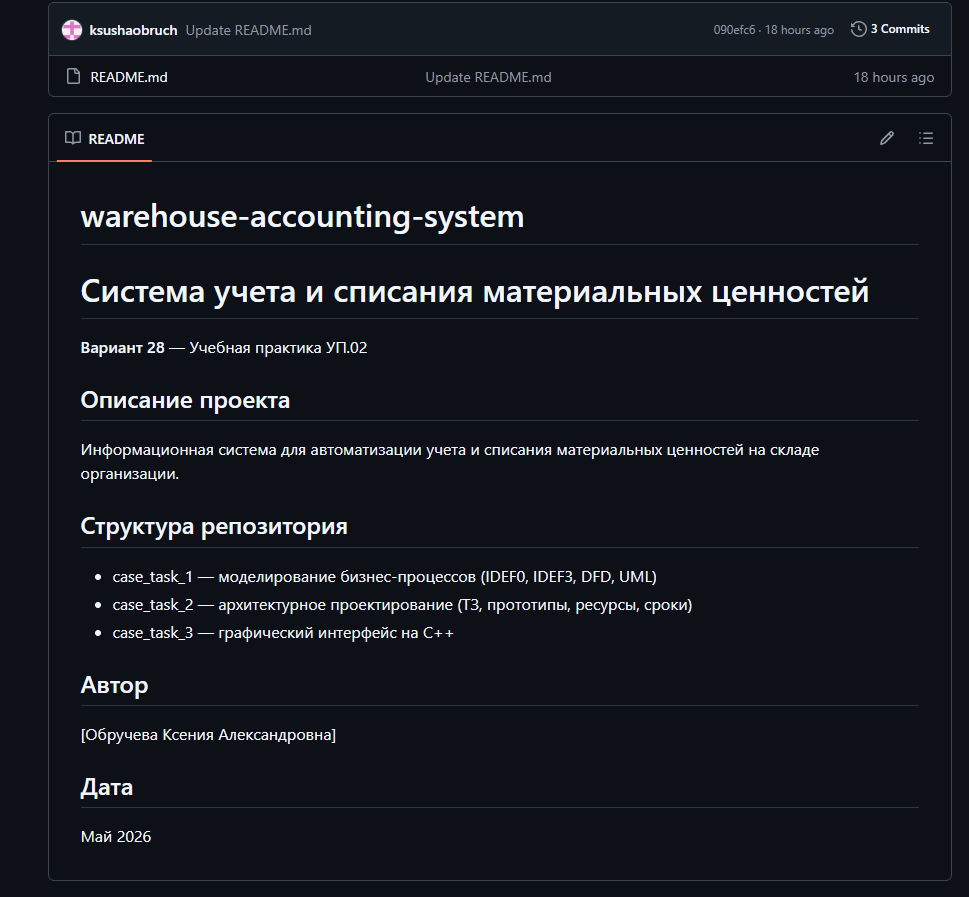 ksushaobruch Update README.md 090efc6 · 18 hours ago 3 Commits
README.md Update README.md 18 hours ago
README
warehouse-accounting-system
Система учета и списания материальных ценностей
Вариант 28 — Учебная практика УП.02
Описание проекта
Информационная система для автоматизации учета и списания материальных ценностей на складе
организации.
Структура репозитория
case_task_1 — моделирование бизнес-процессов (IDEF0, IDEF3, DFD, UML)
case_task_2 — архитектурное проектирование (ТЗ, прототипы, ресурсы, сроки)
case_task_3 — графический интерфейс на C++
Автор
[Обручева Ксения Александровна]
Дата
Май 2026